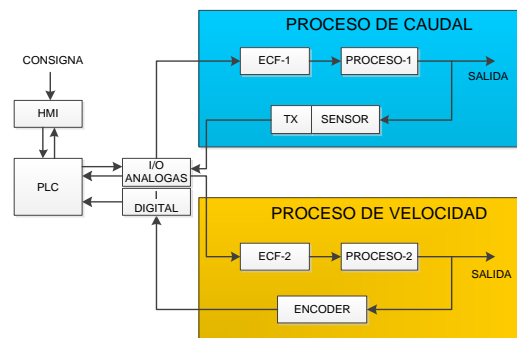 PROCESO DE CAUDAL
CONSIGNA
ECF-1
PROCESO-1
SALIDA
HMI
TX
SENSOR
PLC
I/O
ANALOGAS
I
DIGITAL
PROCESO DE VELOCIDAD
ECF-2
PROCESO-2
SALIDA
ENCODER